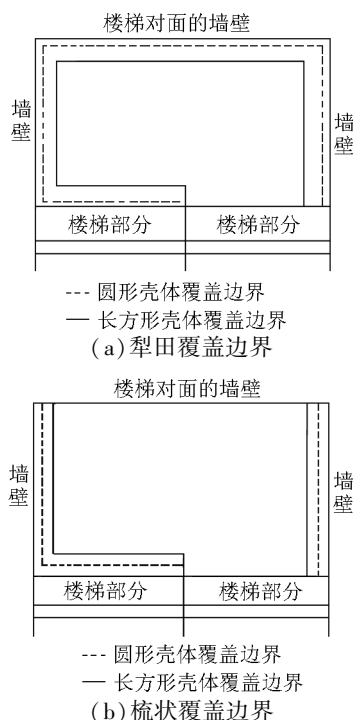 楼梯对面的墙壁
墙壁
墙壁
楼梯部分 楼梯部分
--- 圆形壳体覆盖边界
— 长方形壳体覆盖边界
(a)犁田覆盖边界
楼梯对面的墙壁
墙壁
墙壁
楼梯部分 楼梯部分
--- 圆形壳体覆盖边界
— 长方形壳体覆盖边界
(b)梳状覆盖边界